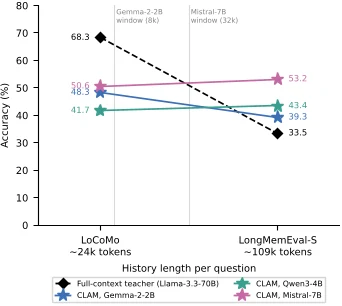 80
70
60
50
40
30
20
10
0
Accuracy (%)
Gemma-2-2B
window (8k)
Mistral-7B
window (32k)
68.3
50.6
48.3
41.7
53.2
43.4
39.3
33.5
LoCoMo
~24k tokens
LongMemEval-S
~109k tokens
History length per question
Full-context teacher (Llama-3.3-70B)
CLAM, Gemma-2-2B
CLAM, Qwen3-4B
CLAM, Mistral-7B